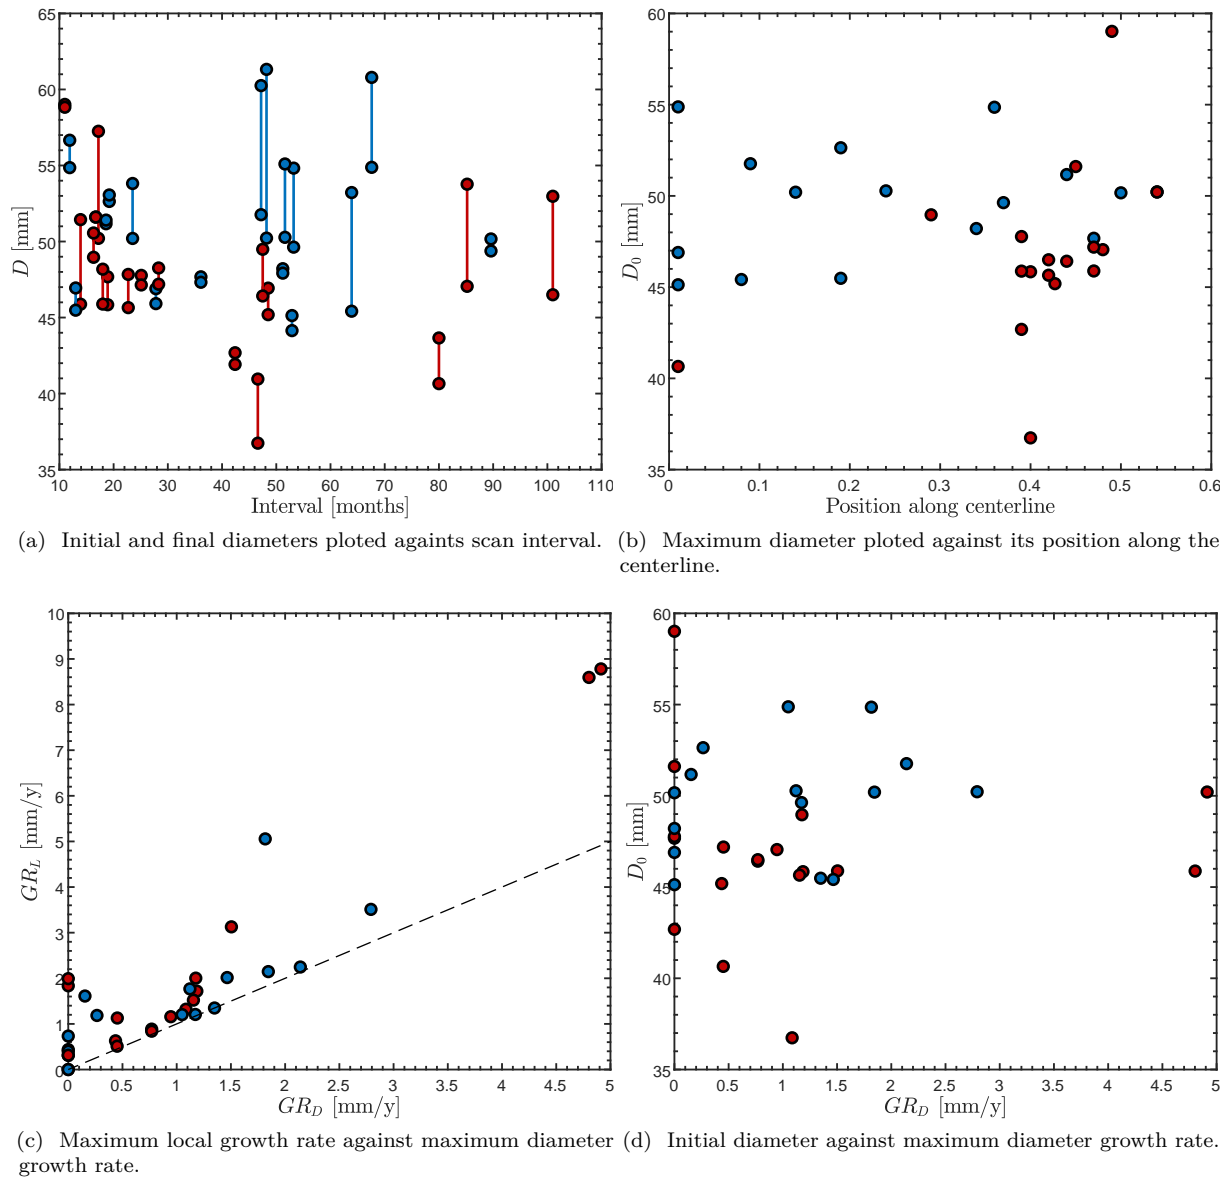 65
60
55
50
45
40
35
D [mm]
10 20 30 40 50 60 70 80 90 100 110
Interval [months]
(a) Initial and final diameters ploted againts scan interval.
60
55
50
45
40
35
D0 [mm]
0 0.1 0.2 0.3 0.4 0.5 0.6
Position along centerline
(b) Maximum diameter ploted against its position along the
centerline.
10
9
8
7
6
5
4
3
2
1
0
GRL [mm/y]
0 0.5 1 1.5 2 2.5 3 3.5 4 4.5 5
GRD [mm/y]
(c) Maximum local growth rate against maximum diameter
growth rate.
60
55
50
45
40
35
D0 [mm]
0 0.5 1 1.5 2 2.5 3 3.5 4 4.5 5
GRD [mm/y]
(d) Initial diameter against maximum diameter growth rate.